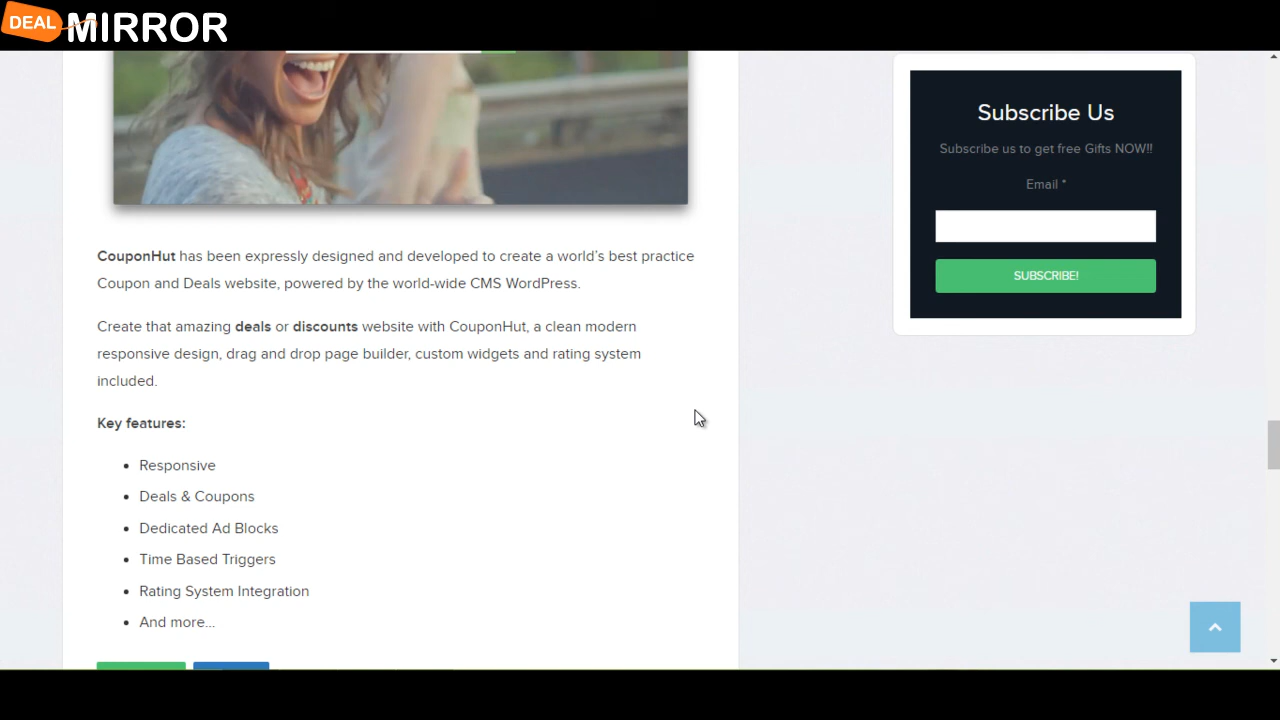 DEAL MIRROR
Subscribe Us
Subscribe us to get free Gifts NOW!!
Email *
SUBSCRIBE!
CouponHut has been expressly designed and developed to create a world’s best practice
Coupon and Deals website, powered by the world-wide CMS WordPress.
Create that amazing deals or discounts website with CouponHut, a clean modern
responsive design, drag and drop page builder, custom widgets and rating system
included.
Key features:
• Responsive
• Deals & Coupons
• Dedicated Ad Blocks
• Time Based Triggers
• Rating System Integration
• And more...